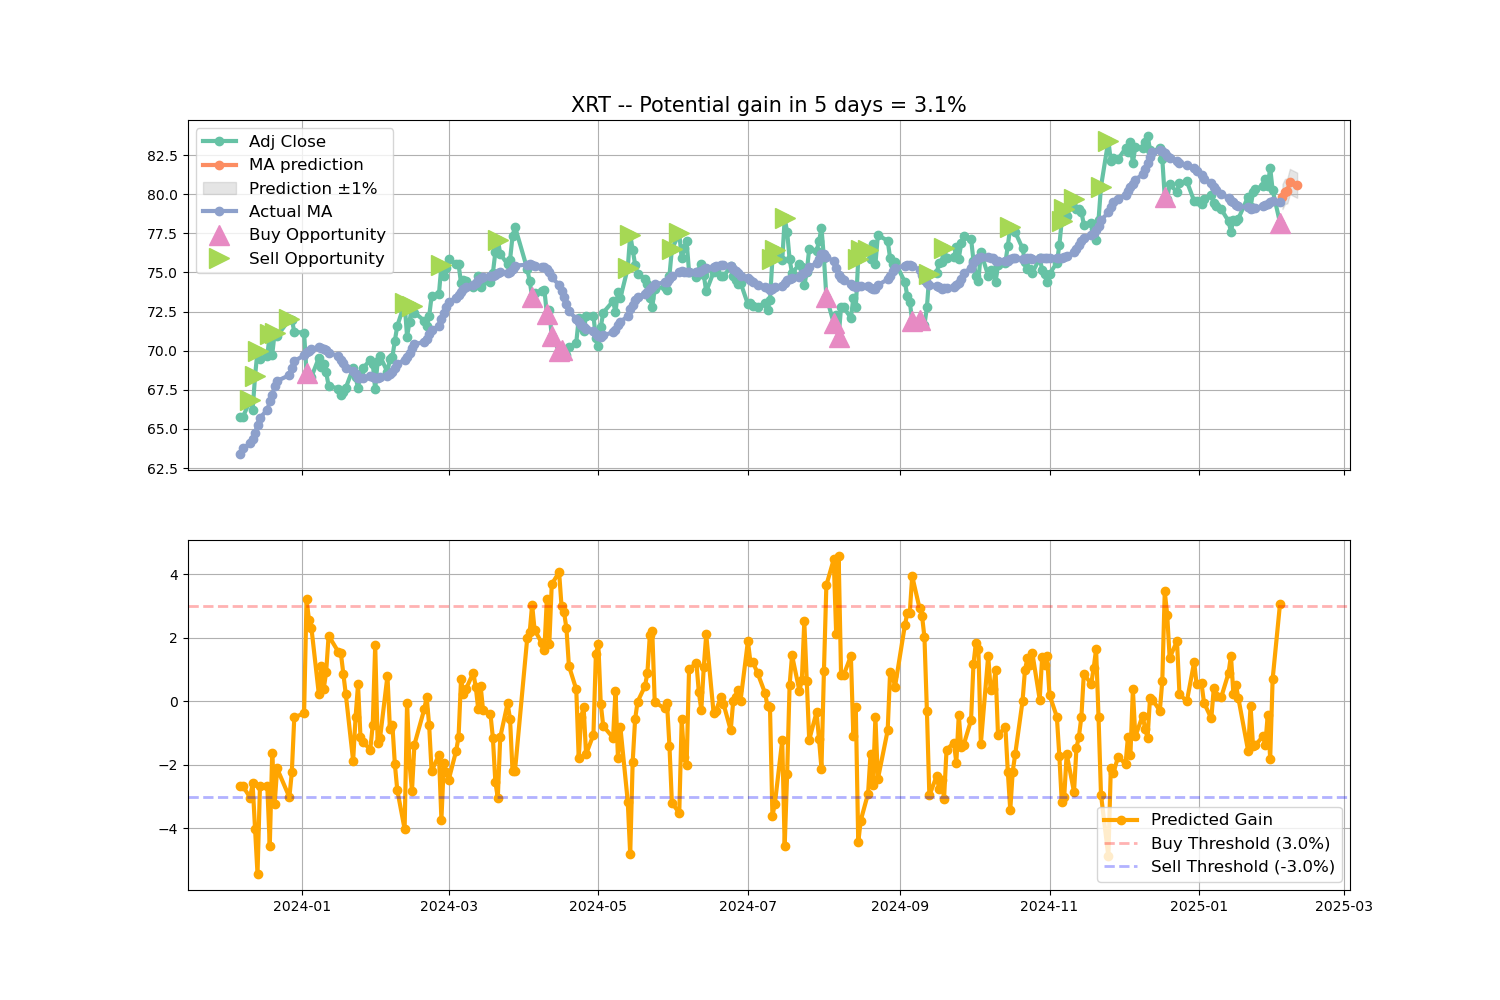 XRT -- Potential gain in 5 days = 3.1%
Adj Close
MA prediction
Prediction ±1%
Actual MA
Buy Opportunity
Sell Opportunity
82.5
80.0
77.5
75.0
72.5
70.0
67.5
65.0
62.5
4
2
0
−2
−4
Predicted Gain
Buy Threshold (3.0%)
Sell Threshold (-3.0%)
2024-01 2024-03 2024-05 2024-07 2024-09 2024-11 2025-01 2025-03